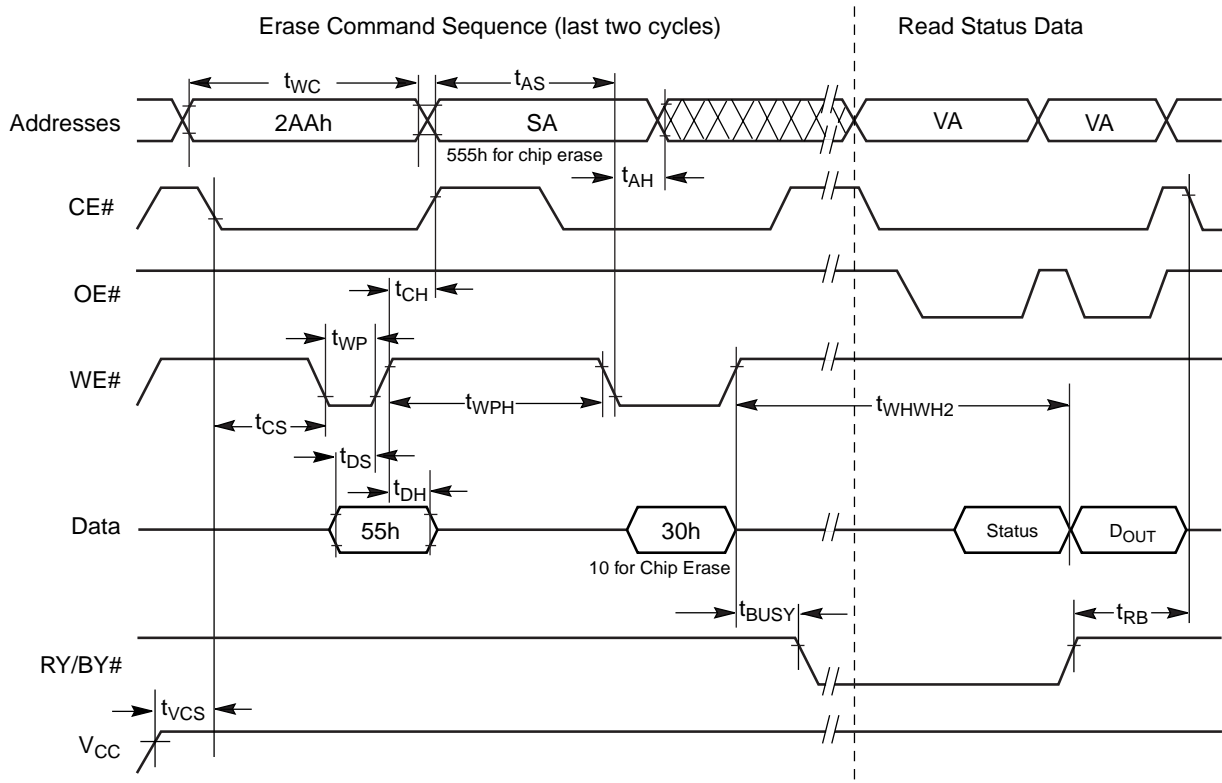 Erase Command Sequence (last two cycles)
Read Status Data
tWC
tAS
Addresses
2AAh
SA
VA
VA
555h for chip erase
tAH
CE#
OE#
tCH
tWP
WE#
tWPH
tWHWH2
tCS
tDS
tDH
Data
55h
30h
Status
DOUT
10 for Chip Erase
tBUSY
tRB
RY/BY#
tVCS
VCC